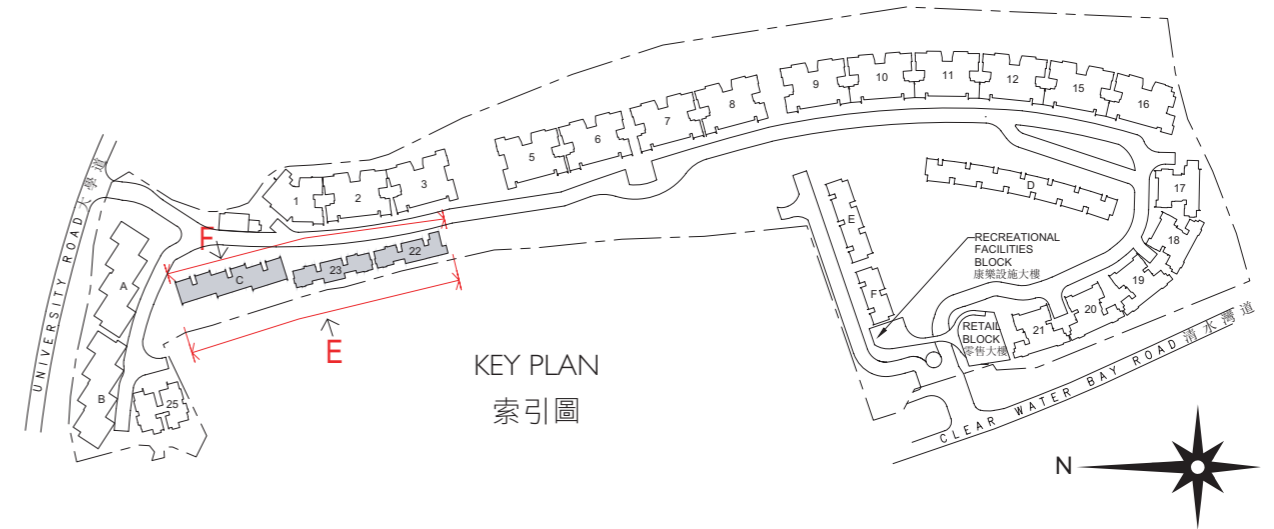 UNIVERSITY ROAD 大學道
A
B
25
F
C
23
22
E
1
2
3
5
6
7
8
9
10
11
12
15
16
17
18
19
20
21
D
E
F
RECREATIONAL
FACILITIES
BLOCK
康樂設施大樓
RETAIL
BLOCK
零售大樓
CLEAR WATER BAY ROAD 清水灣道
KEY PLAN
索引圖
N